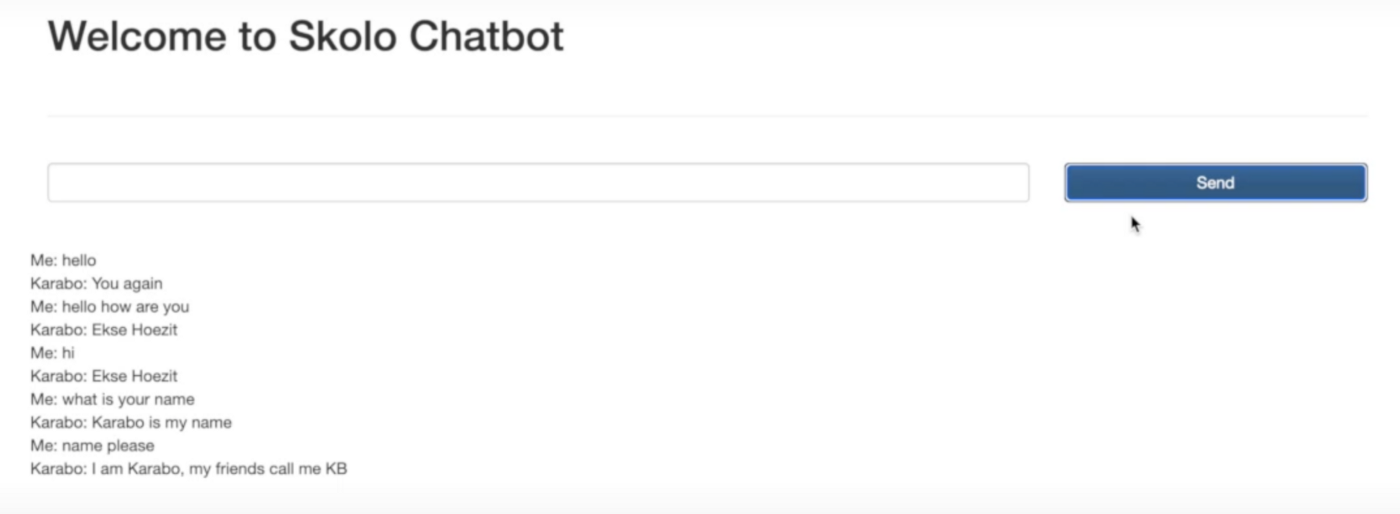 Welcome to Skolo Chatbot
Send
Me: hello
Karabo: You again
Me: hello how are you
Karabo: Ekse Hoezit
Me: hi
Karabo: Ekse Hoezit
Me: what is your name
Karabo: Karabo is my name
Me: name please
Karabo: I am Karabo, my friends call me KB